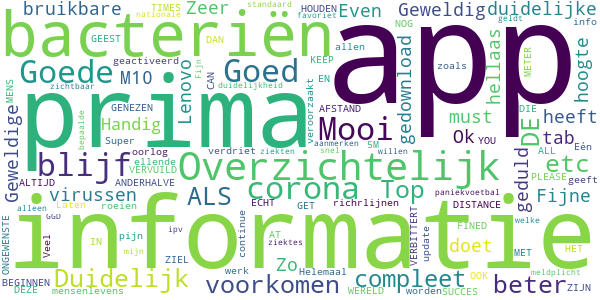 bruikbare TIMES nationale Zeer standaard Even HOUDEN favoriet Geweldig NOG duidelijke allen info geldt
bacteriën app
GEEST DAN KEEP hoogte
Goede geactiveerd M10 Goed EN zoals METER
MENS zichtbaar GENEZEN CAN Fijn duidelijkheid Lenovo veroorzaakt gedownload hellaas
prima
Geweldige Handig AFSTAND must DE DIE heeft
bepaalde Super oorlog verdriet snel aanmerken 5M willen Mooi Ok YOU tab Eén
blijf ellende ziekten VERVUILD Overzichtelijk geduld ALL etc PLEASE geeft
ALTIJD ANDERHALVE paniekvoetbal
virussen ALS corona Top Fijne
alleen Laten roeien ECHT GET richrlijnen DISTANCE welke
informatie
ONGEWENSTE GGD Veel IN pijn mijn ipv continue AT ziektes VERBITTERT update FINED doet MET HET
BEGINNEN Duidelijk ZIEL werk Zo Helemaal compleet OOK beter meldplicht
DEZE mensenlevens voorkomen WERELD worden SUCCES ZIJN